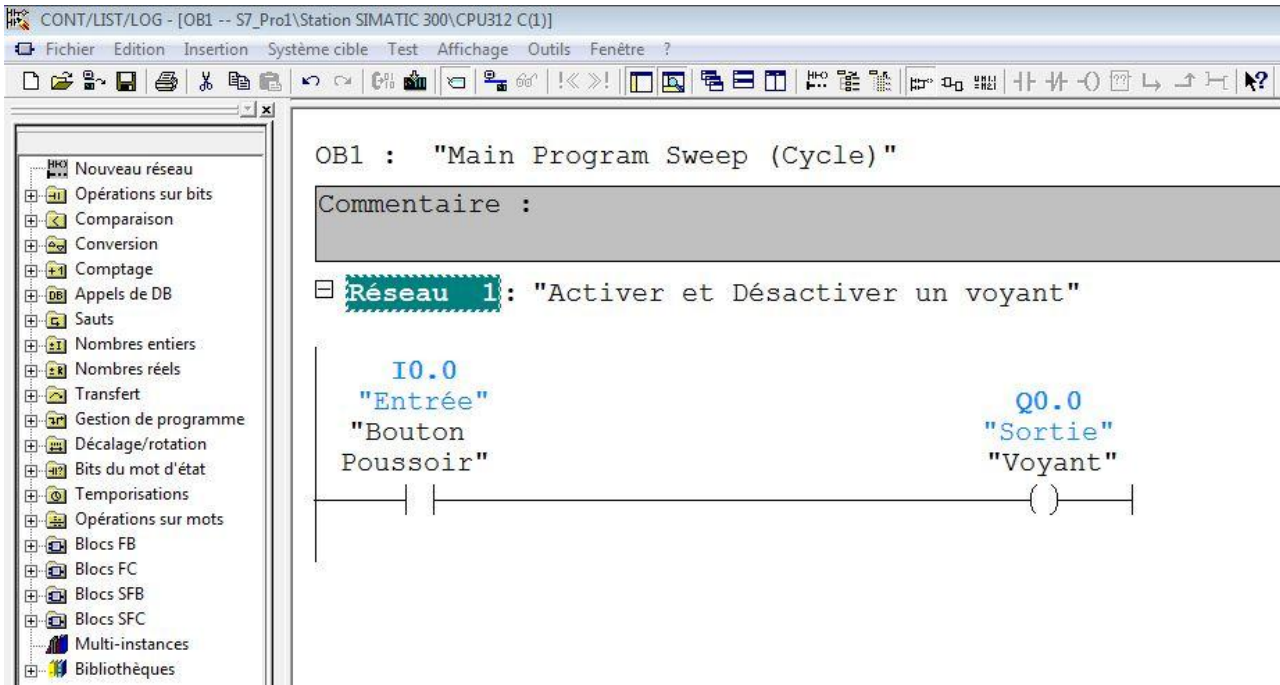 CONT/LIST/LOG - [OB1 -- S7_Pro1\Station SIMATIC 300\CPU312 C(1)]
Fichier Edition Insertion Système cible Test Affichage Outils Fenêtre ?
Nouveau réseau
Opérations sur bits
Comparaison
Conversion
Comptage
Appels de DB
Sauts
Nombres entiers
Nombres réels
Transfert
Gestion de programme
Décalage/rotation
Bits du mot d'état
Temporisations
Opérations sur mots
Blocs FB
Blocs FC
Blocs SFB
Blocs SFC
Multi-instances
Bibliothèques
OB1 : "Main Program Sweep (Cycle)"
Commentaire :
Réseau 1: "Activer et Désactiver un voyant"
I0.0
"Entrée"
"Bouton
Poussoir"
Q0.0
"Sortie"
"Voyant"